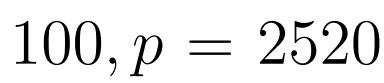 100, p = 2520